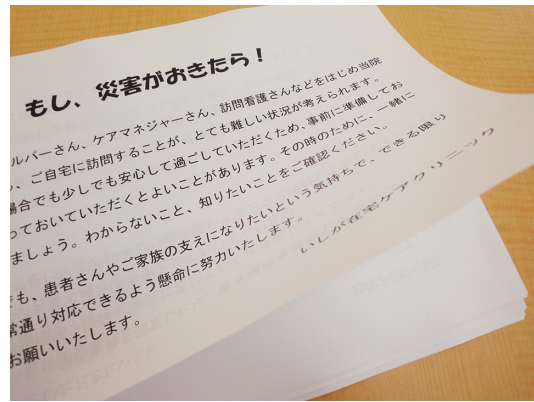 もし、災害がおきたら！
ルパーさん、ケアマネジャーさん、訪問看護さんなどをはじめ当院
、ご自宅に訪問することが、とても難しい状況が考えられます。
場合でも少しでも安心して過ごしていただくため、事前に準備してお
っておいていただくとよいことがあります。その時のために、一緒に
ましょう。わからないこと、知りたいことをご確認ください。
でも、患者さんやご家族の支えになりたいという気持ちで、できる限り
常通り対応できるよう懸命に努力いたします。
お願いいたします。
いしが在宅ケアクリニック